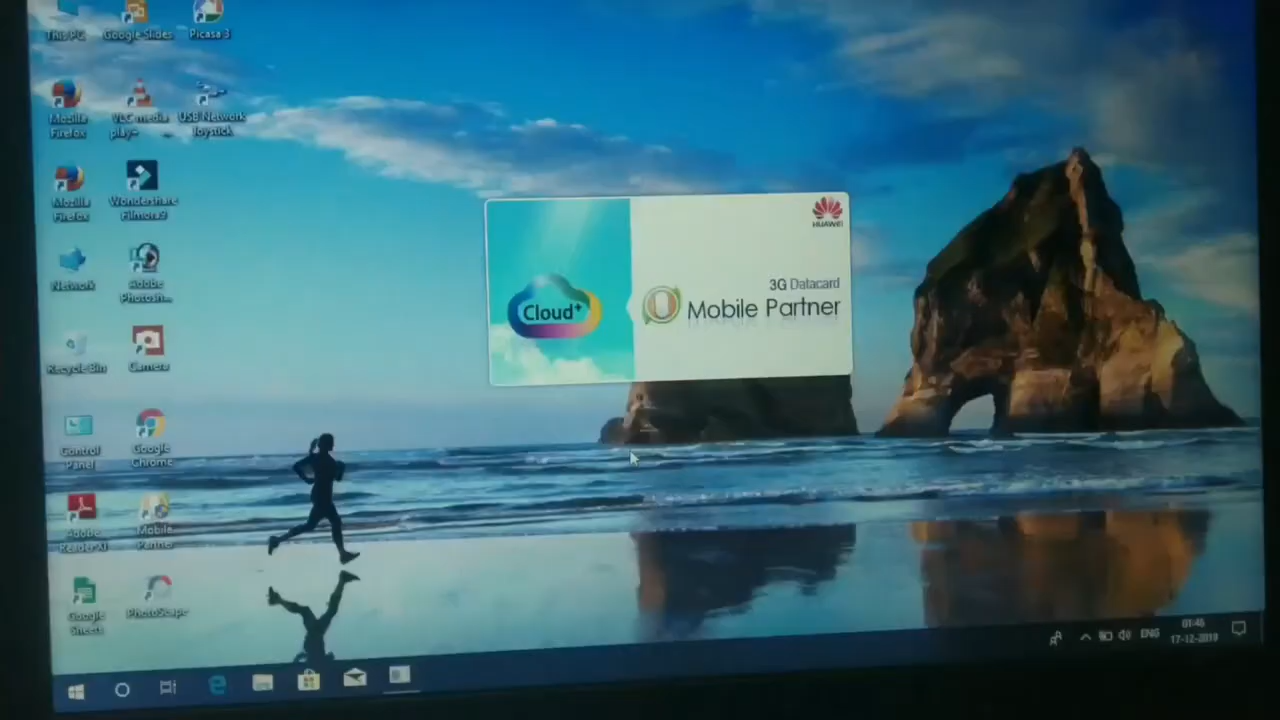 This PC
Google Slides
Picasa 3
Mozilla
Firefox
VLC media
play
USB Network
Joystick
Mozilla
Firefox
Wondershare
Filmora9
Network
Adobe
Photosh...
Recycle Bin
Camera
Control
Panel
Google
Chrome
Adobe
Reader XI
Mobile
Partner
Google
Sheets
PhotoScape
HUAWEI
Cloud+
3G Datacard
Mobile Partner
ENG
01:46
17-12-2019